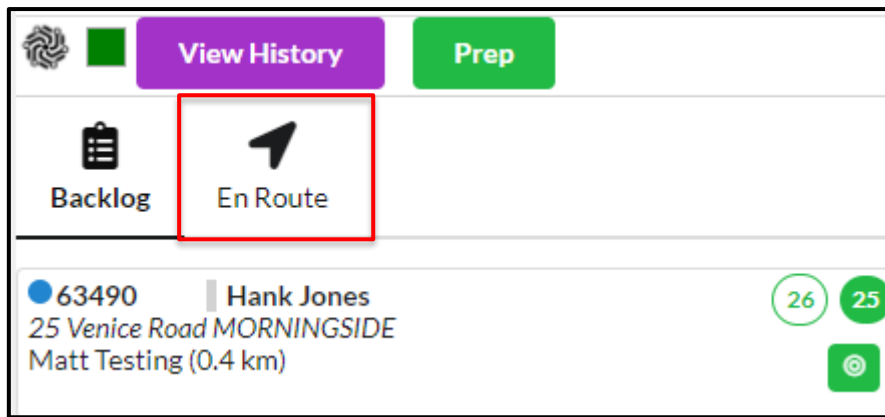 View History
Prep
Backlog
En Route
63490 Hank Jones
26
25
25 Venice Road MORNINGSIDE
Matt Testing (0.4 km)